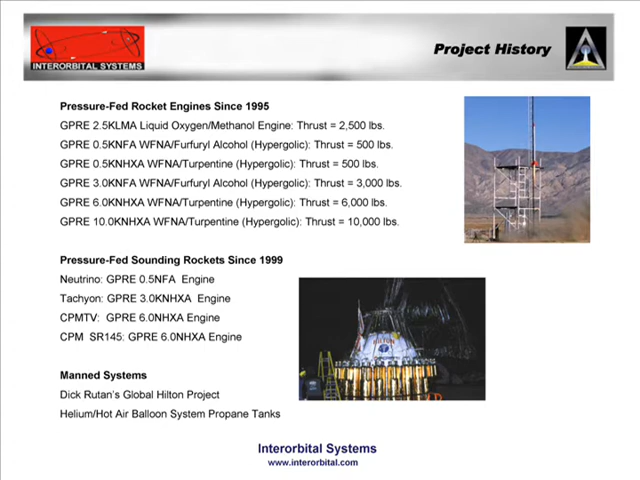 INTERORBITAL SYSTEMS
Project History
Pressure-Fed Rocket Engines Since 1995
GPRE 2.5KLMA Liquid Oxygen/Methanol Engine: Thrust = 2,500 lbs.
GPRE 0.5KNFA WFNA/Furfuryl Alcohol (Hypergolic): Thrust = 500 lbs.
GPRE 0.5KNHXA WFNA/Turpentine (Hypergolic): Thrust = 500 lbs.
GPRE 3.0KNFA WFNA/Furfuryl Alcohol (Hypergolic): Thrust = 3,000 lbs.
GPRE 6.0KNHXA WFNA/Turpentine (Hypergolic): Thrust = 6,000 lbs.
GPRE 10.0KNHXA WFNA/Turpentine (Hypergolic): Thrust = 10,000 lbs.
Pressure-Fed Sounding Rockets Since 1999
Neutrino: GPRE 0.5NFA Engine
Tachyon: GPRE 3.0KNHXA Engine
CPMTV: GPRE 6.0NHXA Engine
CPM SR145: GPRE 6.0NHXA Engine
HILTON
Manned Systems
Dick Rutan's Global Hilton Project
Helium/Hot Air Balloon System Propane Tanks
Interorbital Systems
www.interorbital.com